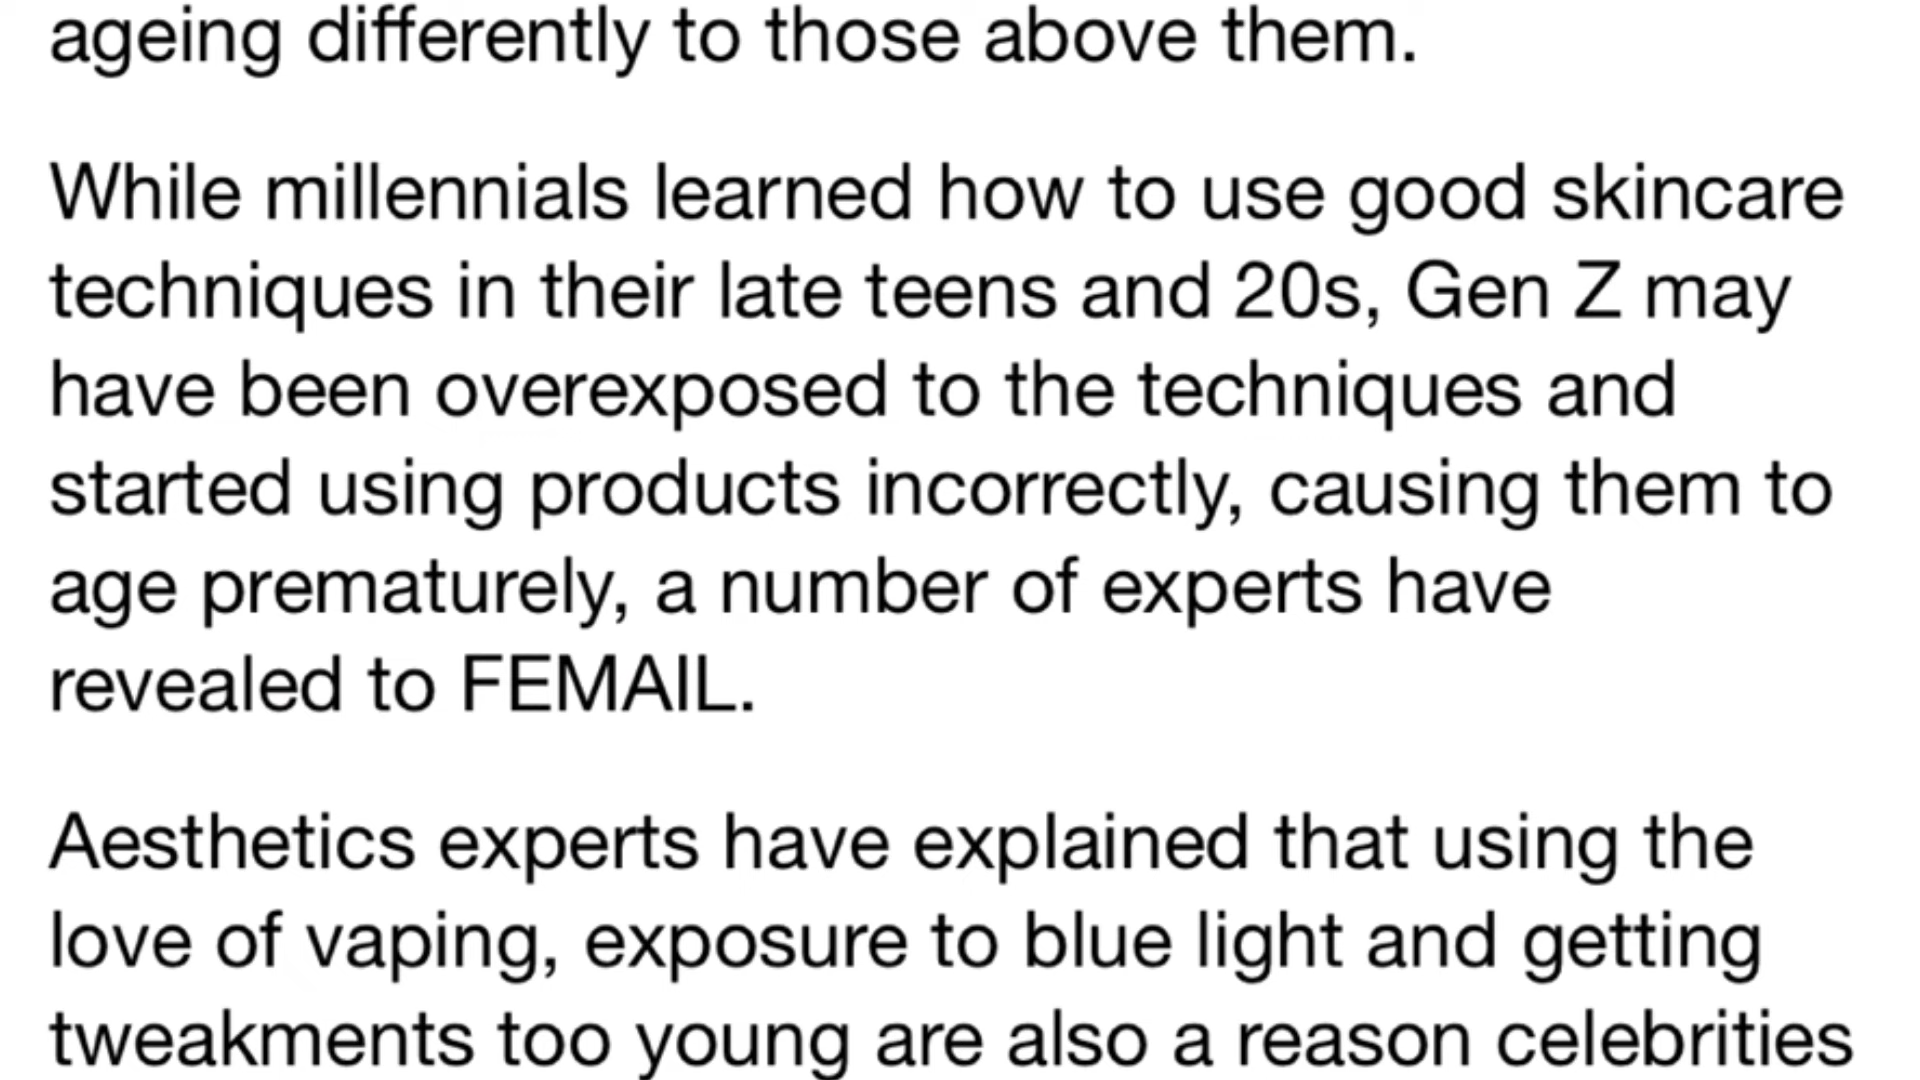 ageing differently to those above them.
While millennials learned how to use good skincare
techniques in their late teens and 20s, Gen Z may
have been overexposed to the techniques and
started using products incorrectly, causing them to
age prematurely, a number of experts have
revealed to FEMAIL.
Aesthetics experts have explained that using the
love of vaping, exposure to blue light and getting
tweakments too young are also a reason celebrities